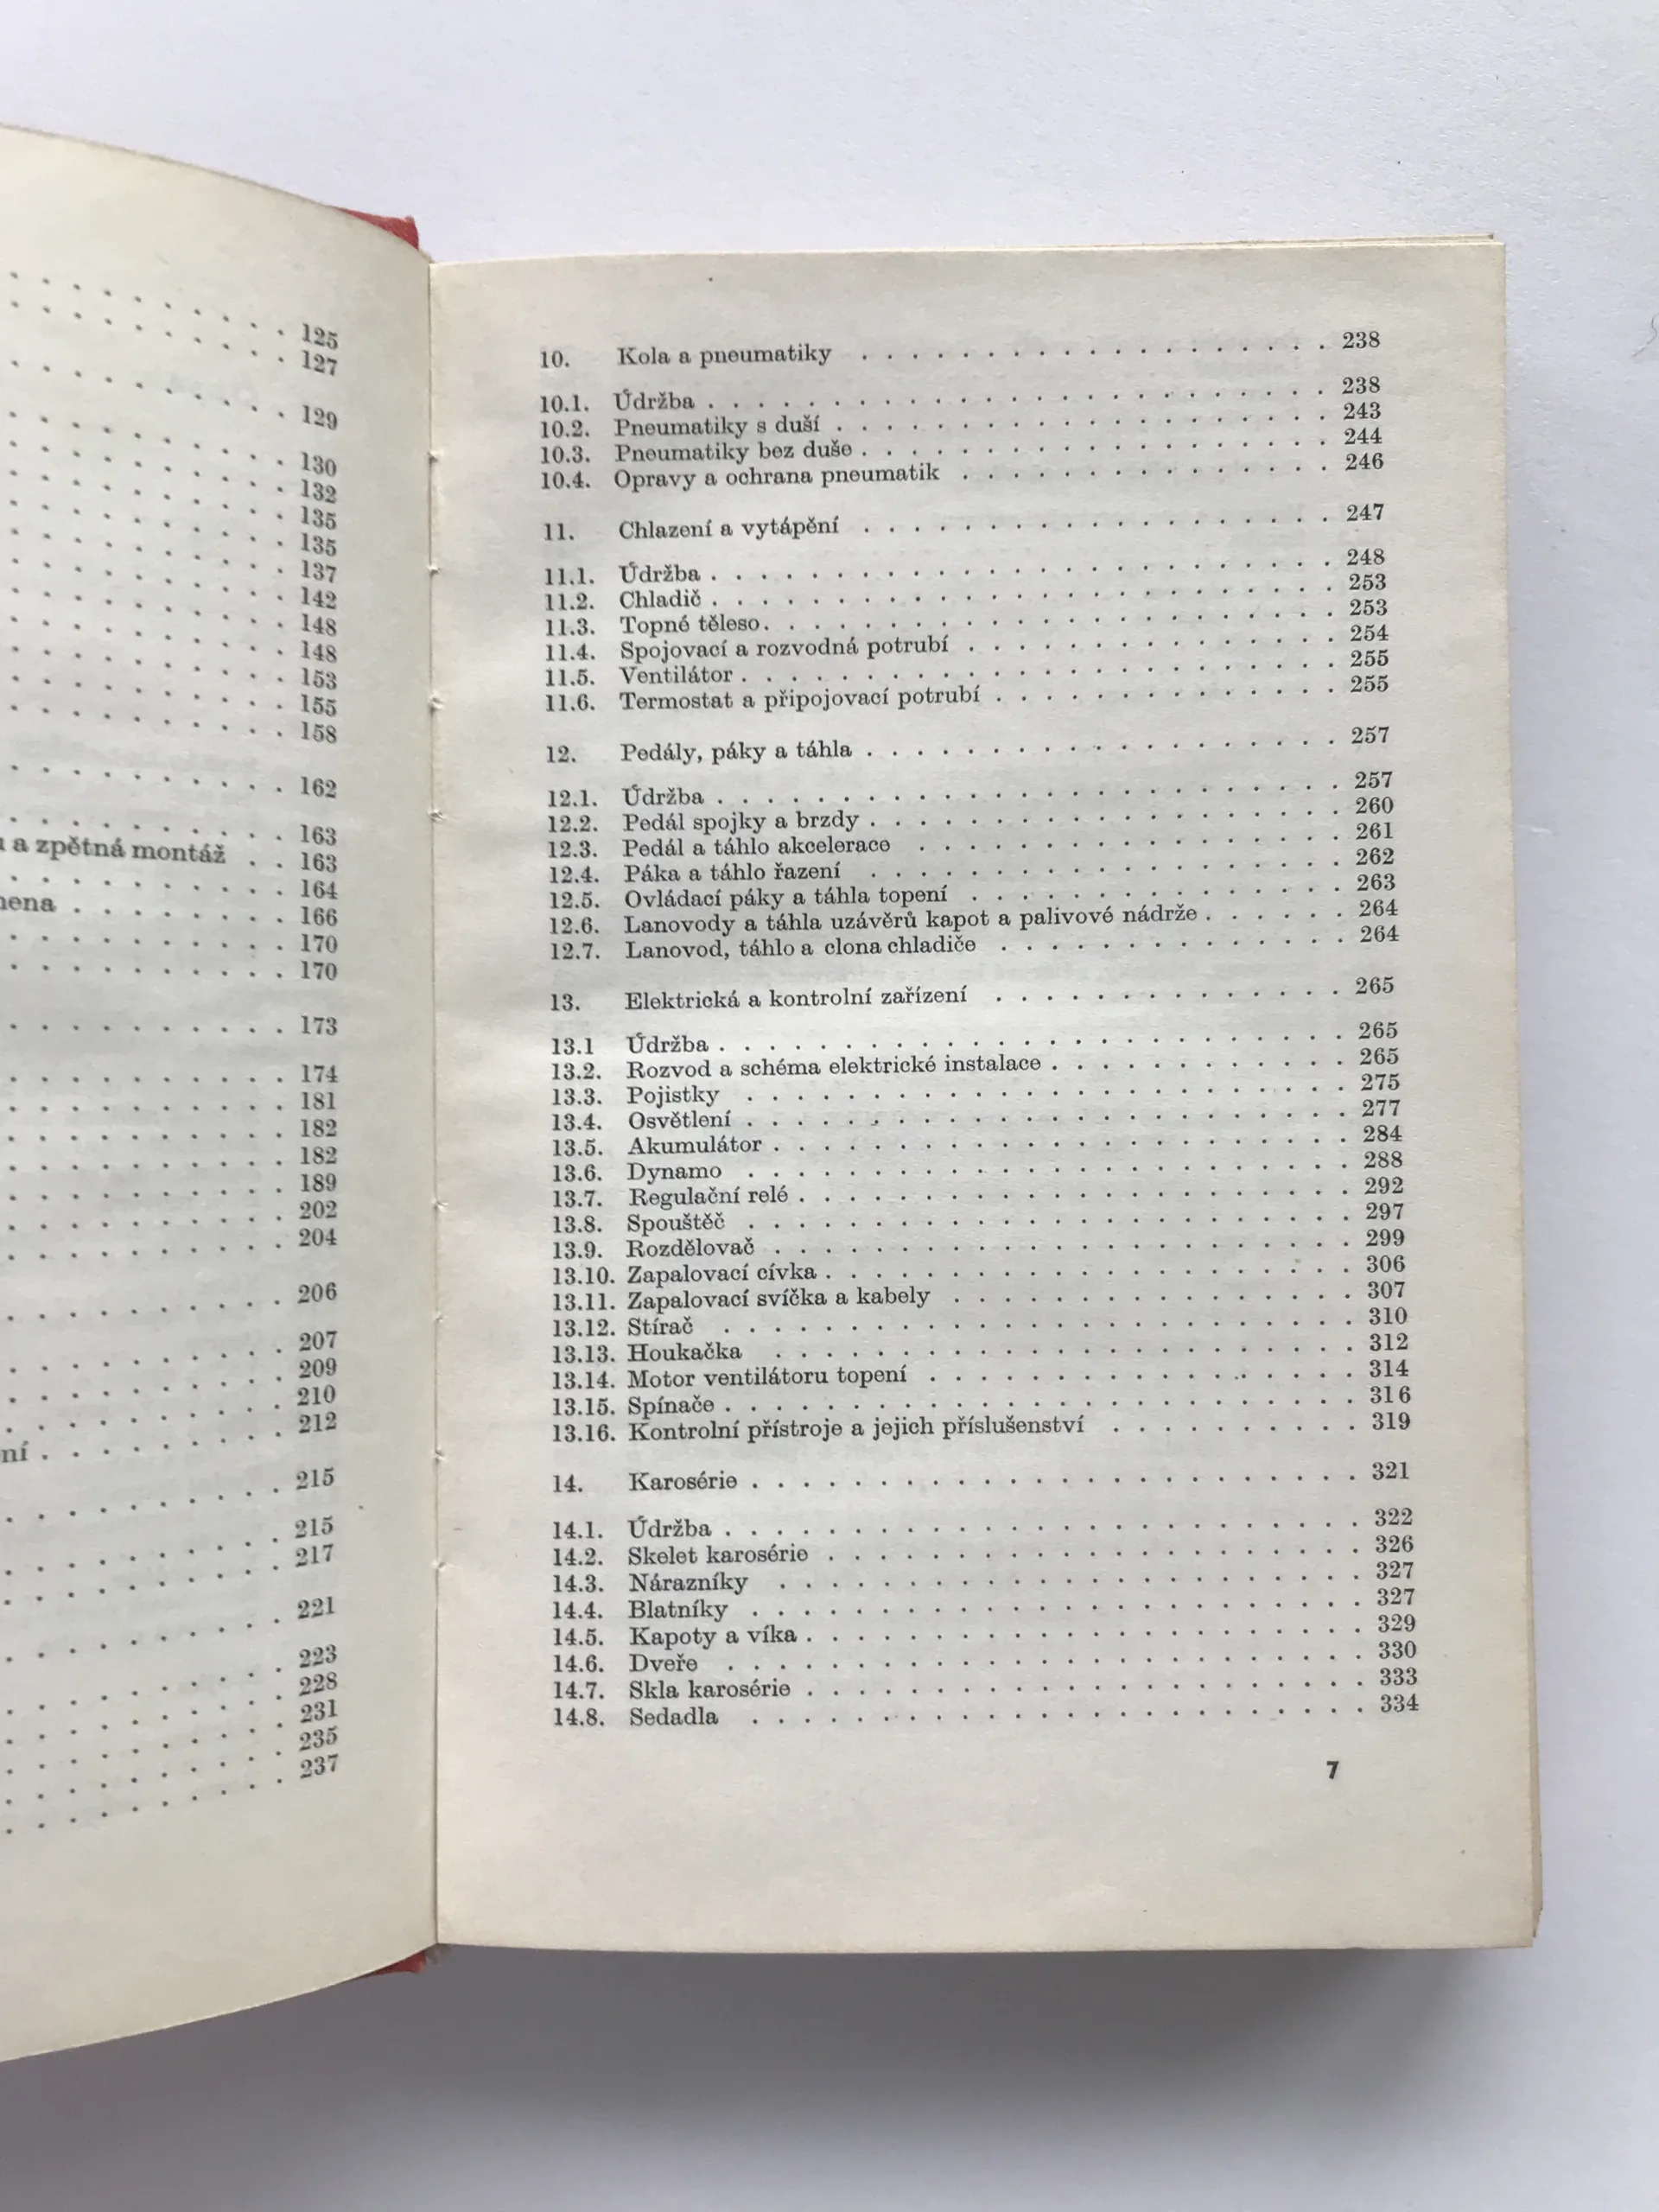 125
127
129
130
132
135
135
137
142
148
148
153
155
158
162
163
a zpětná montáž . . 163
164
166
170
170
173
174
181
182
182
189
202
204
206
207
209
210
212
215
215
217
221
223
228
231
235
237
10. Kola a pneumatiky . . . . . . . . . . . . . . . . . . . 238
10.1. Údržba . . . . . . . . . . . . . . . . . . . 238
10.2. Pneumatiky s duší . . . . . . . . . . . . . . . . . . . 243
10.3. Pneumatiky bez duše . . . . . . . . . . . . . . . . . . . 244
10.4. Opravy a ochrana pneumatik . . . . . . . . . . . . . . . 246
11. Chlazení a vytápění . . . . . . . . . . . . . . . . . . . 247
11.1. Údržba . . . . . . . . . . . . . . . . . . . 248
11.2. Chladič . . . . . . . . . . . . . . . . . . . 253
11.3. Topné těleso . . . . . . . . . . . . . . . . . . . 253
11.4. Spojovací a rozvodná potrubí . . . . . . . . . . . . . . . 254
11.5. Ventilátor . . . . . . . . . . . . . . . . . . . 255
11.6. Termostat a připojovací potrubí . . . . . . . . . . . . . . 255
12. Pedály, páky a táhla . . . . . . . . . . . . . . . . . . . 257
12.1. Údržba . . . . . . . . . . . . . . . . . . . 257
12.2. Pedál spojky a brzdy . . . . . . . . . . . . . . . . . . . 260
12.3. Pedál a táhlo akcelerace . . . . . . . . . . . . . . . . . 261
12.4. Páka a táhlo řazení . . . . . . . . . . . . . . . . . . . 262
12.5. Ovládací páky a táhla topení . . . . . . . . . . . . . . . 263
12.6. Lanovody a táhla uzávěrů kapot a palivové nádrže . . . . . . 264
12.7. Lanovod, táhlo a clona chladiče . . . . . . . . . . . . . . 264
13. Elektrická a kontrolní zařízení . . . . . . . . . . . . . . 265
13.1 Údržba . . . . . . . . . . . . . . . . . . . 265
13.2. Rozvod a schéma elektrické instalace . . . . . . . . . . . . 265
13.3. Pojistky . . . . . . . . . . . . . . . . . . . 275
13.4. Osvětlení . . . . . . . . . . . . . . . . . . . 277
13.5. Akumulátor . . . . . . . . . . . . . . . . . . . 284
13.6. Dynamo . . . . . . . . . . . . . . . . . . . 288
13.7. Regulační relé . . . . . . . . . . . . . . . . . . . 292
13.8. Spouštěč . . . . . . . . . . . . . . . . . . . 297
13.9. Rozdělovač . . . . . . . . . . . . . . . . . . . 299
13.10. Zapalovací cívka . . . . . . . . . . . . . . . . . . . 306
13.11. Zapalovací svíčka a kabely . . . . . . . . . . . . . . . . 307
13.12. Stírač . . . . . . . . . . . . . . . . . . . 310
13.13. Houkačka . . . . . . . . . . . . . . . . . . . 312
13.14. Motor ventilátoru topení . . . . . . . . . . . . . . . . . 314
13.15. Spínače . . . . . . . . . . . . . . . . . . . 316
13.16. Kontrolní přístroje a jejich příslušenství . . . . . . . . . . 319
14. Karosérie . . . . . . . . . . . . . . . . . . . 321
14.1. Údržba . . . . . . . . . . . . . . . . . . . 322
14.2. Skelet karosérie . . . . . . . . . . . . . . . . . . . 326
14.3. Nárazníky . . . . . . . . . . . . . . . . . . . 327
14.4. Blatníky . . . . . . . . . . . . . . . . . . . 327
14.5. Kapoty a víka . . . . . . . . . . . . . . . . . . . 329
14.6. Dveře . . . . . . . . . . . . . . . . . . . 330
14.7. Skla karosérie . . . . . . . . . . . . . . . . . . . 333
14.8. Sedadla . . . . . . . . . . . . . . . . . . . 334
7